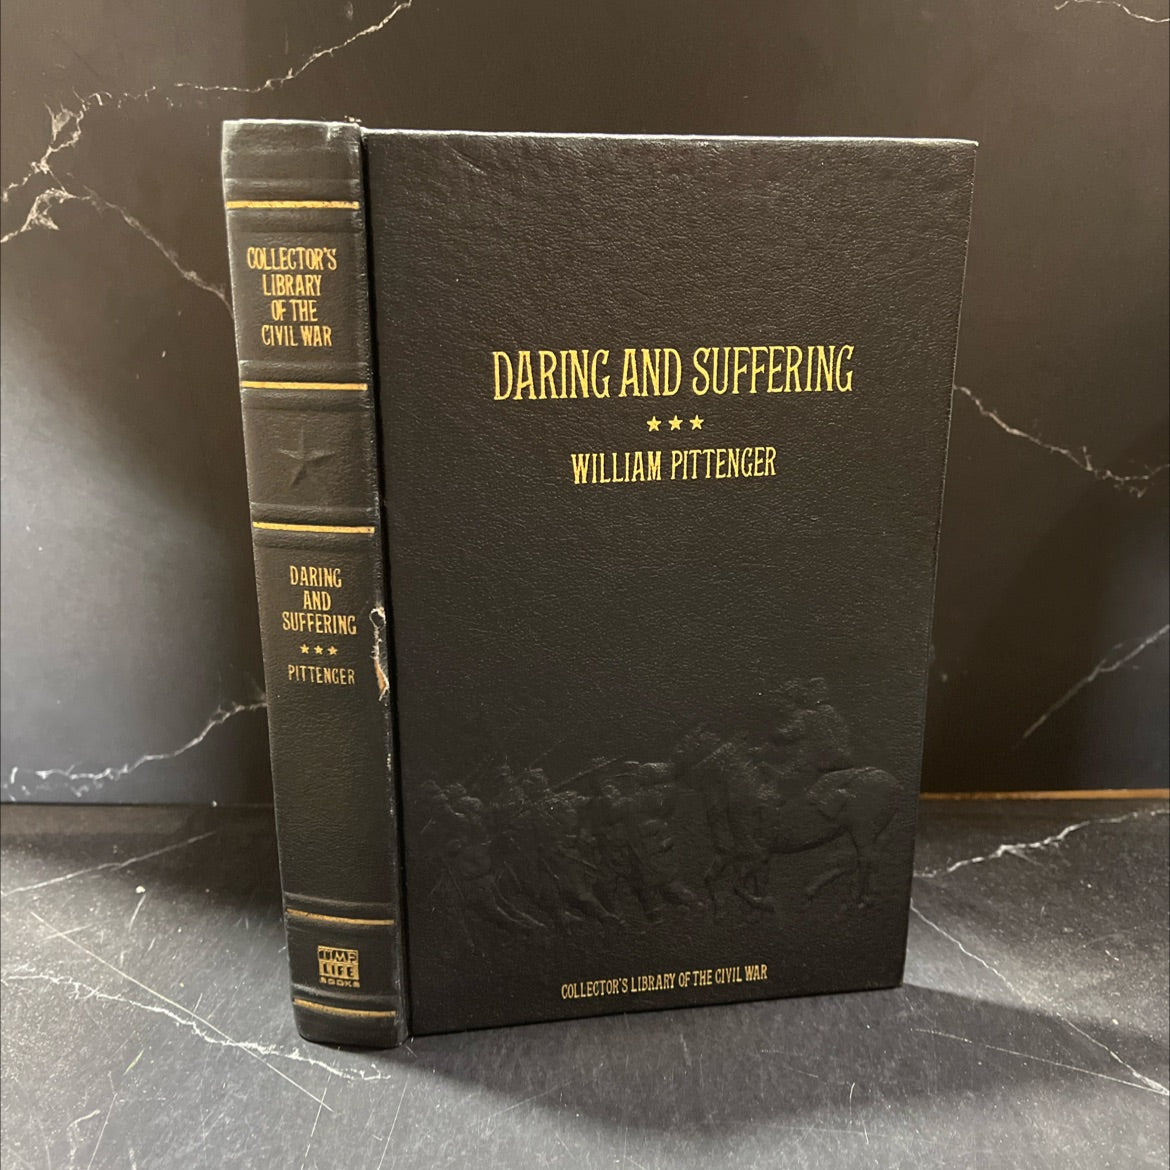 COLLECTOR'S
LIBRARY
OF THE
CIVIL WAR
DARING
AND
SUFFERING
PITTENGER
TIME
LIFE
BOOKS
DARING AND SUFFERING
WILLIAM PITTENGER
COLLECTOR'S LIBRARY OF THE CIVIL WAR